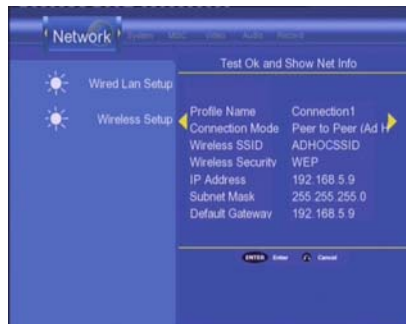 Network System MISC Video Audio Record
Test Ok and Show Net Info
Wired Lan Setup
Wireless Setup
Profile Name Connection1
Connection Mode Peer to Peer (Ad H
Wireless SSID ADHOCSSID
Wireless Security WEP
IP Address 192.168.5.9
Subnet Mask 255.255.255.0
Default Gateway 192.168.5.9
ENTER Enter Cancel